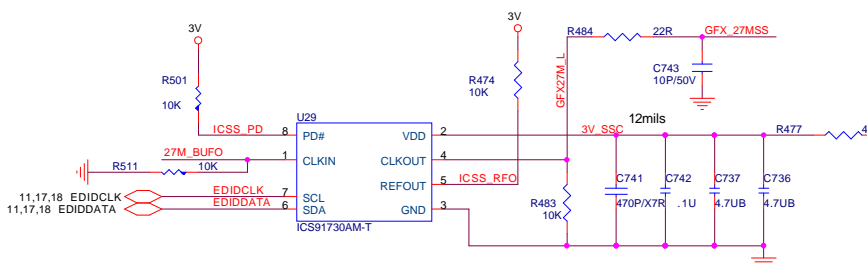 3V
3V
R484
22R
GFX_27MSS
R501
10K
R474
10K
GFX27M_L
C743
10P/50V
U29
12mils
ICSS_PD
8
PD#
VDD
2
3V_SSC
R477
4
27M_BUFO
1
CLKIN
CLKOUT
4
R511
10K
REFOUT
5
ICSS_RFO
11,17,18 EDIDCLK
EDIDCLK
7
SCL
11,17,18 EDIDDATA
EDIDDATA
6
SDA
GND
3
ICS91730AM-T
R483
10K
C741
470P/X7R
C742
.1U
C737
4.7UB
C736
4.7UB